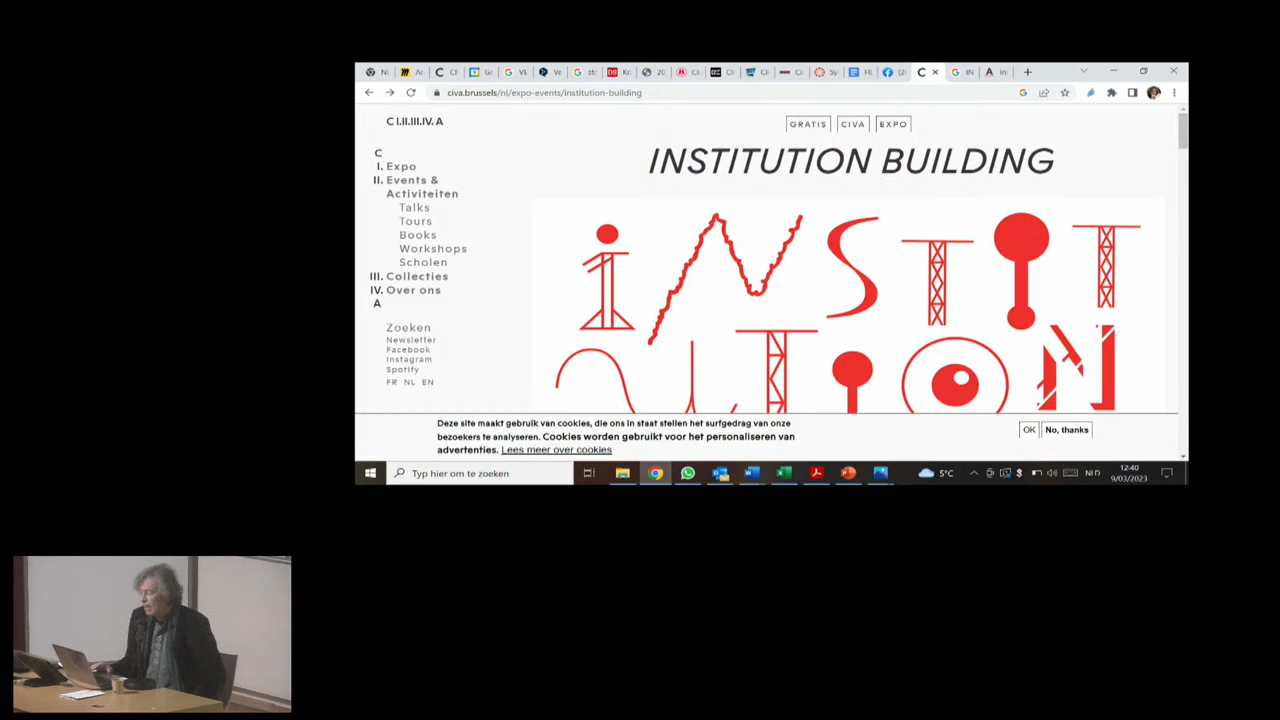 civa.brussels/nl/expo-events/institution-building
C I.II.III.IV. A
GRATIS CIVA EXPO
INSTITUTION BUILDING
C
I. Expo
II. Events &
Activiteiten
Talks
Tours
Books
Workshops
Scholen
III. Collecties
IV. Over ons
A
Zoeken
Newsletter
Facebook
Instagram
Spotify
FR NL EN
INSTIT
UTION
Deze site maakt gebruik van cookies, die ons in staat stellen het surfgedrag van onze
bezoekers te analyseren. Cookies worden gebruikt voor het personaliseren van
advertenties. Lees meer over cookies
OK No, thanks
Typ hier om te zoeken
5°C
12:40
9/03/2023